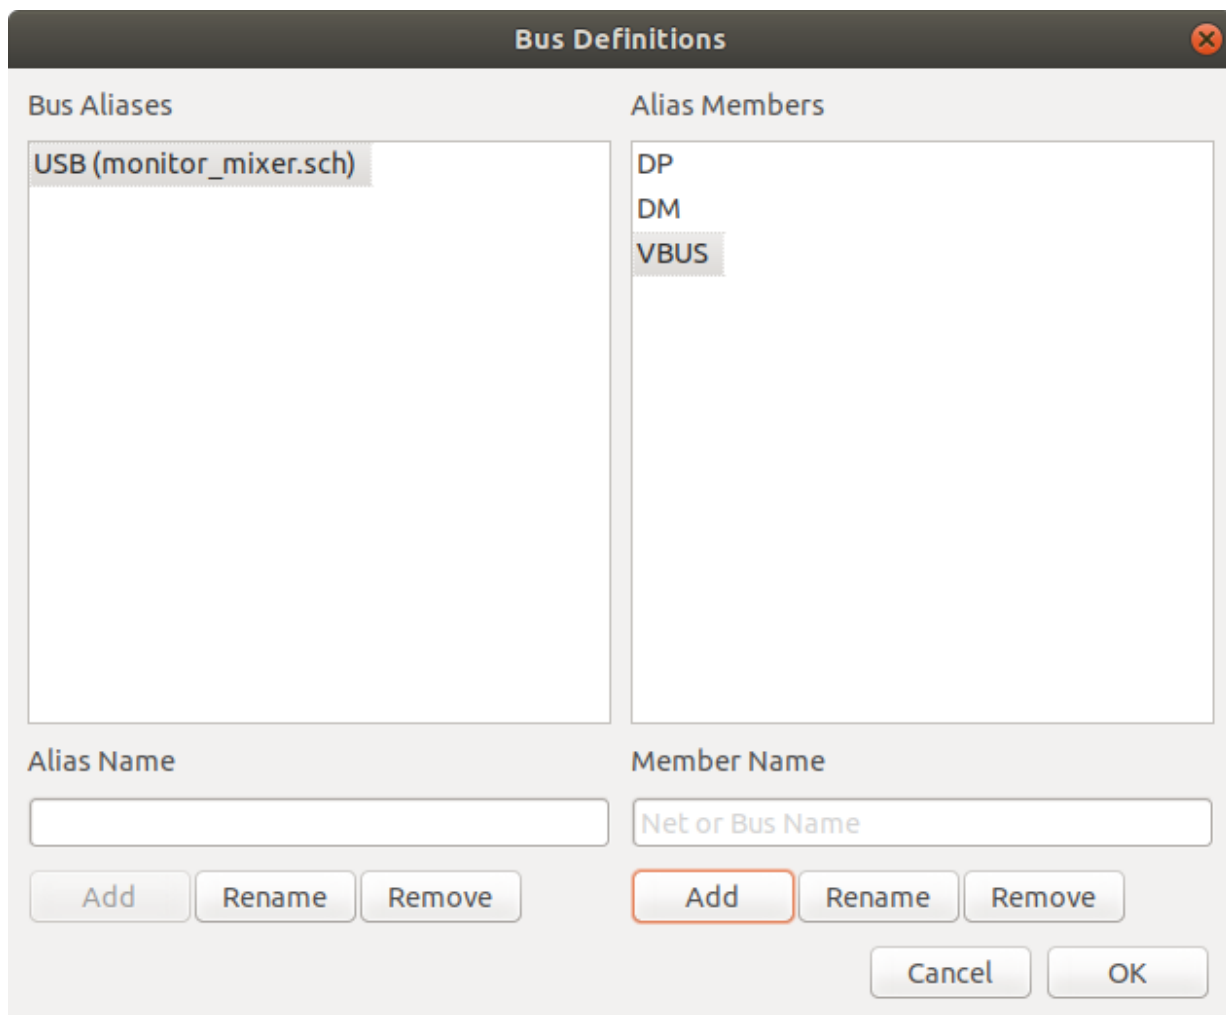 Bus Definitions
Bus Aliases
Alias Members
USB (monitor_mixer.sch)
DP
DM
VBUS
Alias Name
Member Name
Net or Bus Name
Add Rename Remove
Add Rename Remove
Cancel OK